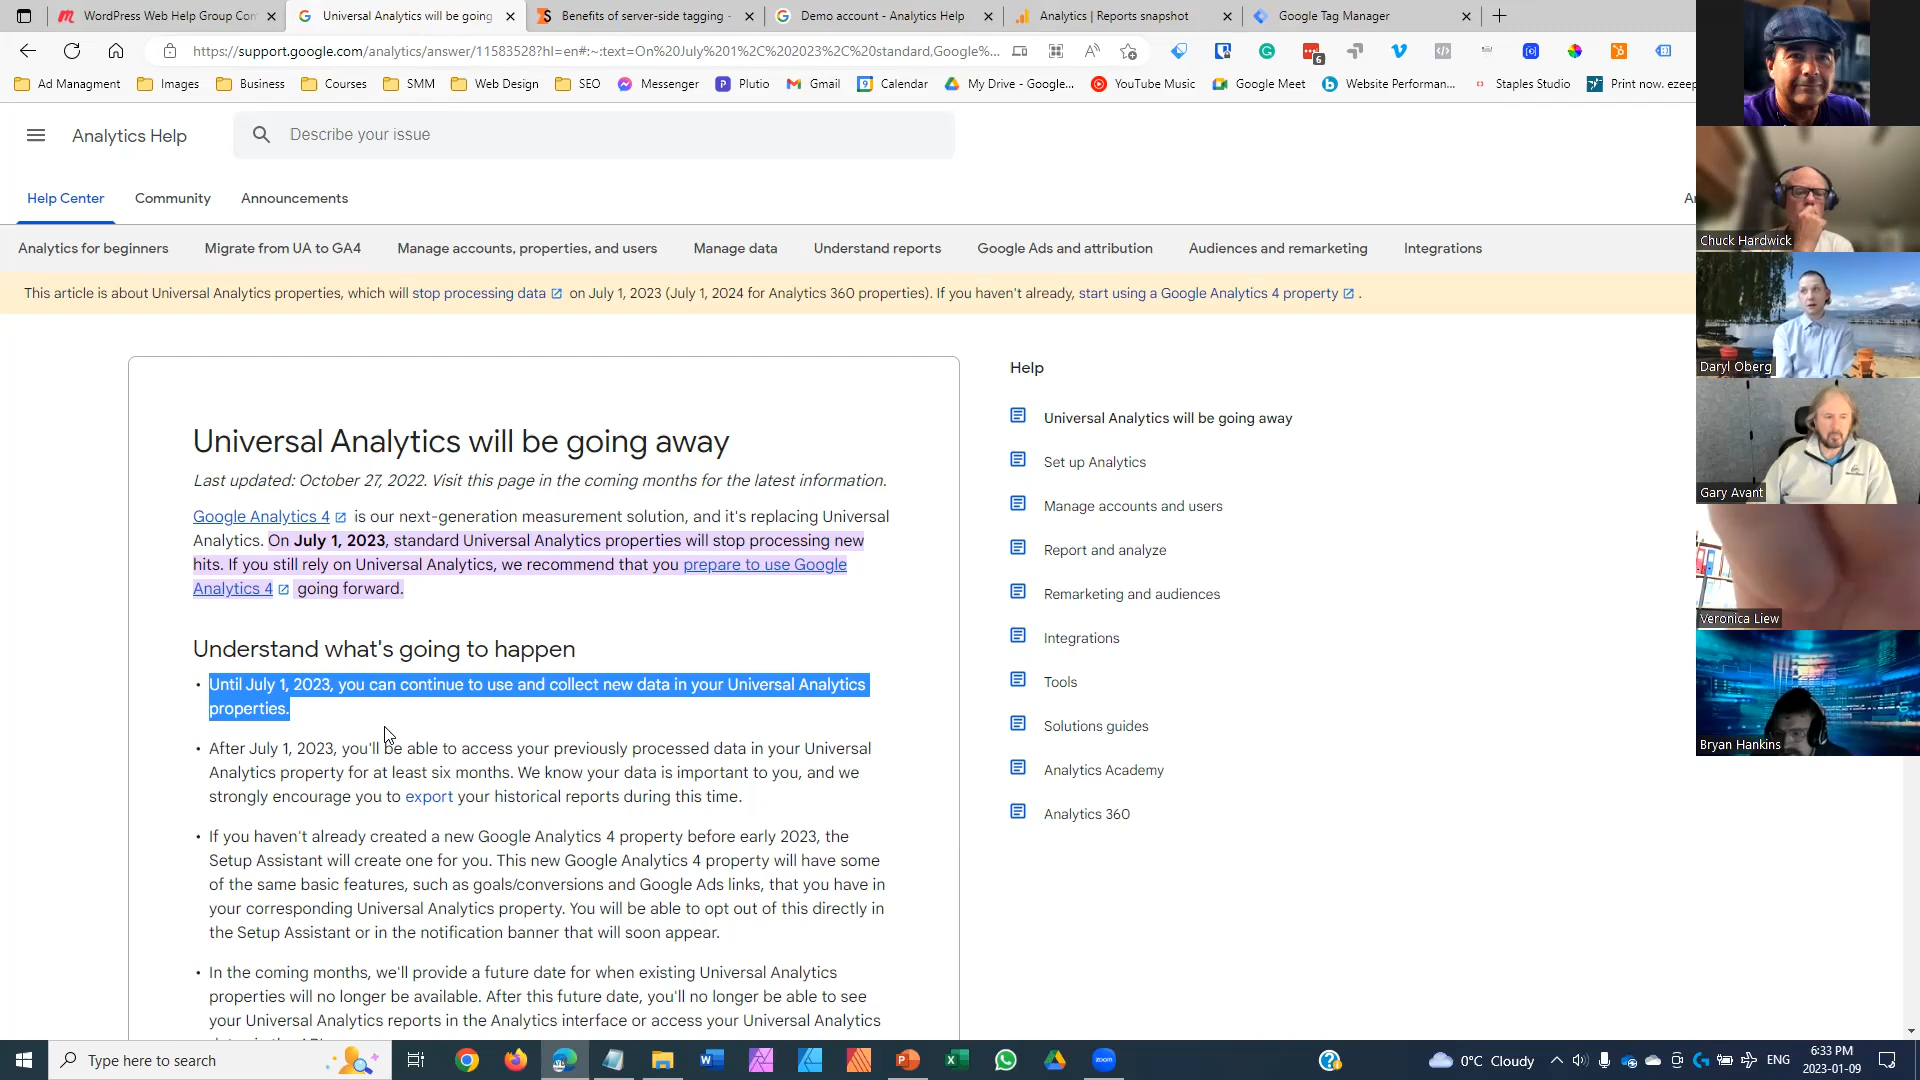 WordPress Web Help Group Con
Universal Analytics will be going
Benefits of server-side tagging -
Demo account - Analytics Help
Analytics | Reports snapshot
Google Tag Manager
https://support.google.com/analytics/answer/11583528?hl=en#:~:text=On%20July%201%2C%202023%2C%20standard,Google%...
6
Ad Managment
Images
Business
Courses
SMM
Web Design
SEO
Messenger
Plutio
Gmail
Calendar
My Drive - Google...
YouTube Music
Google Meet
Website Performan...
Staples Studio
Print now. ezeep
Analytics Help
Describe your issue
Help Center
Community
Announcements
Analytics for beginners
Migrate from UA to GA4
Manage accounts, properties, and users
Manage data
Understand reports
Google Ads and attribution
Audiences and remarketing
Integrations
This article is about Universal Analytics properties, which will stop processing data on July 1, 2023 (July 1, 2024 for Analytics 360 properties). If you haven't already, start using a Google Analytics 4 property .
Universal Analytics will be going away
Last updated: October 27, 2022. Visit this page in the coming months for the latest information.
Google Analytics 4 is our next-generation measurement solution, and it's replacing Universal
Analytics. On July 1, 2023, standard Universal Analytics properties will stop processing new
hits. If you still rely on Universal Analytics, we recommend that you prepare to use Google
Analytics 4 going forward.
Understand what's going to happen
• Until July 1, 2023, you can continue to use and collect new data in your Universal Analytics
properties.
• After July 1, 2023, you'll be able to access your previously processed data in your Universal
Analytics property for at least six months. We know your data is important to you, and we
strongly encourage you to export your historical reports during this time.
• If you haven't already created a new Google Analytics 4 property before early 2023, the
Setup Assistant will create one for you. This new Google Analytics 4 property will have some
of the same basic features, such as goals/conversions and Google Ads links, that you have in
your corresponding Universal Analytics property. You will be able to opt out of this directly in
the Setup Assistant or in the notification banner that will soon appear.
• In the coming months, we'll provide a future date for when existing Universal Analytics
properties will no longer be available. After this future date, you'll no longer be able to see
your Universal Analytics reports in the Analytics interface or access your Universal Analytics
Help
Universal Analytics will be going away
Set up Analytics
Manage accounts and users
Report and analyze
Remarketing and audiences
Integrations
Tools
Solutions guides
Analytics Academy
Analytics 360
Chuck Hardwick
Daryl Oberg
Gary Avant
Veronica Liew
Bryan Hankins
Type here to search
zoom
0°C Cloudy
ENG
6:33 PM
2023-01-09